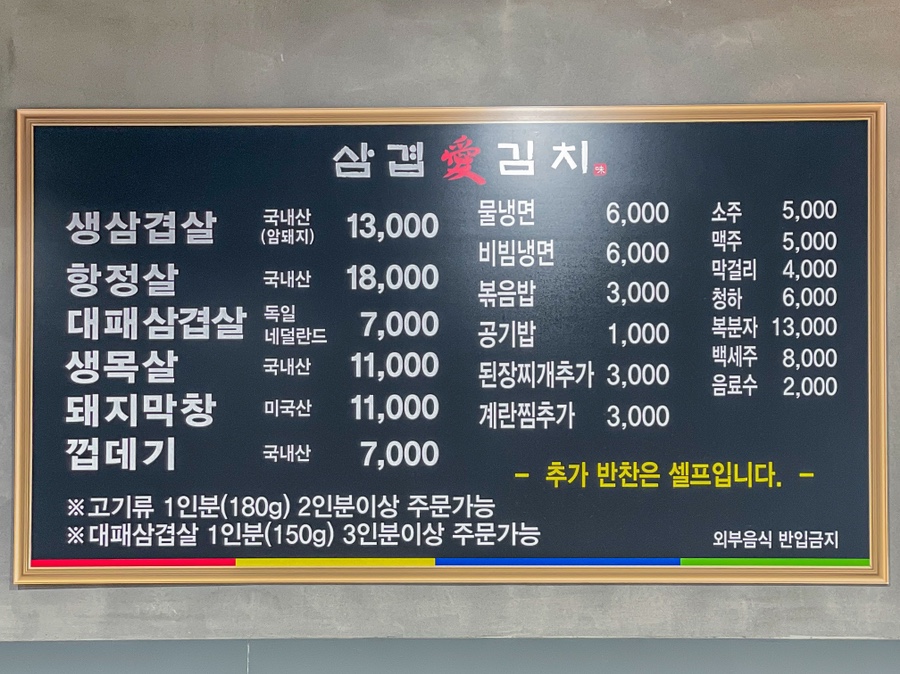 삼겹愛김치味
생삼겹살 국내산 (암돼지) 13,000
항정살 국내산 18,000
대패삼겹살 독일 네덜란드 7,000
생목살 국내산 11,000
돼지막창 미국산 11,000
껍데기 국내산 7,000
※고기류 1인분(180g) 2인분이상 주문가능
※대패삼겹살 1인분(150g) 3인분이상 주문가능
물냉면 6,000
비빔냉면 6,000
볶음밥 3,000
공기밥 1,000
된장찌개추가 3,000
계란찜추가 3,000
소주 5,000
맥주 5,000
막걸리 4,000
청하 6,000
복분자 13,000
백세주 8,000
음료수 2,000
- 추가 반찬은 셀프입니다. -
외부음식 반입금지